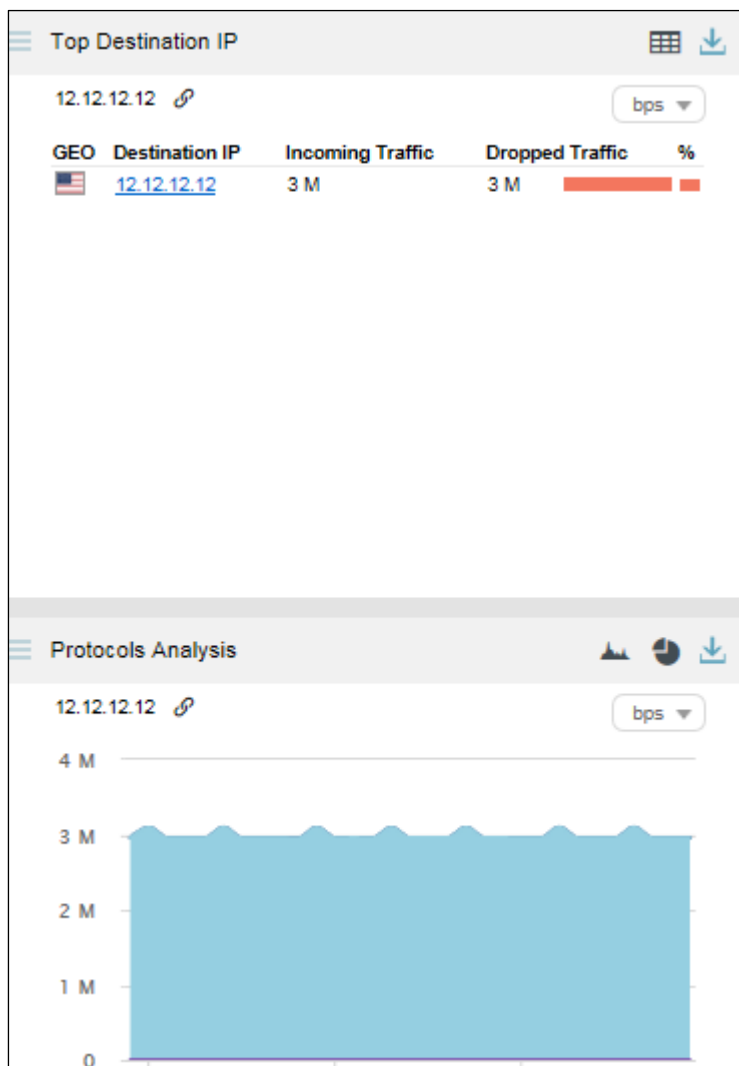 Top Destination IP
12.12.12.12
bps
GEO Destination IP Incoming Traffic Dropped Traffic %
12.12.12.12 3 M 3 M
Protocols Analysis
12.12.12.12
bps
4 M
3 M
2 M
1 M
0